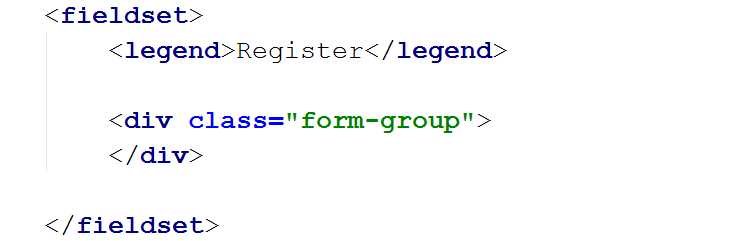 <fieldset>
<legend>Register</legend>
<div class="form-group">
</div>
</fieldset>